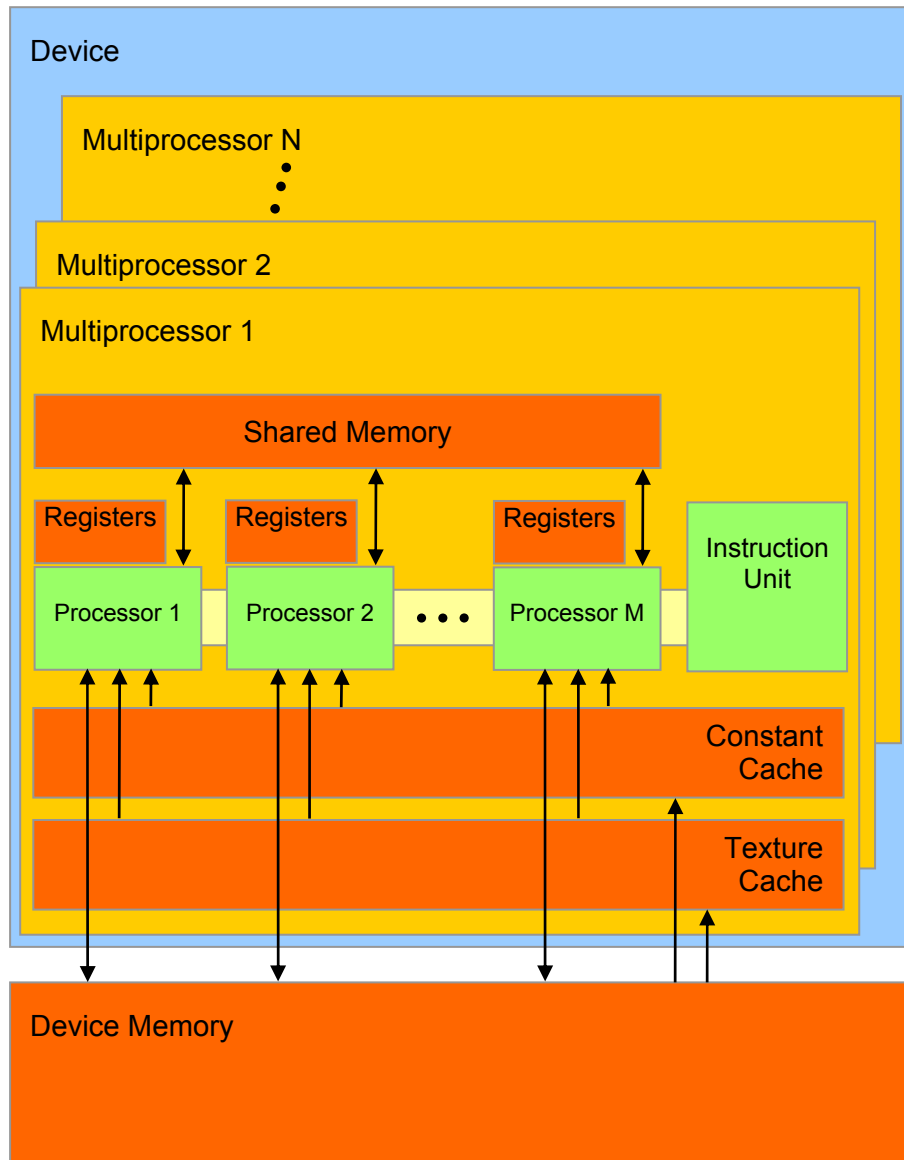 Device
Multiprocessor N
Multiprocessor 2
Multiprocessor 1
Shared Memory
Registers
Registers
Registers
Instruction
Unit
Processor 1
Processor 2
Processor M
Constant
Cache
Texture
Cache
Device Memory